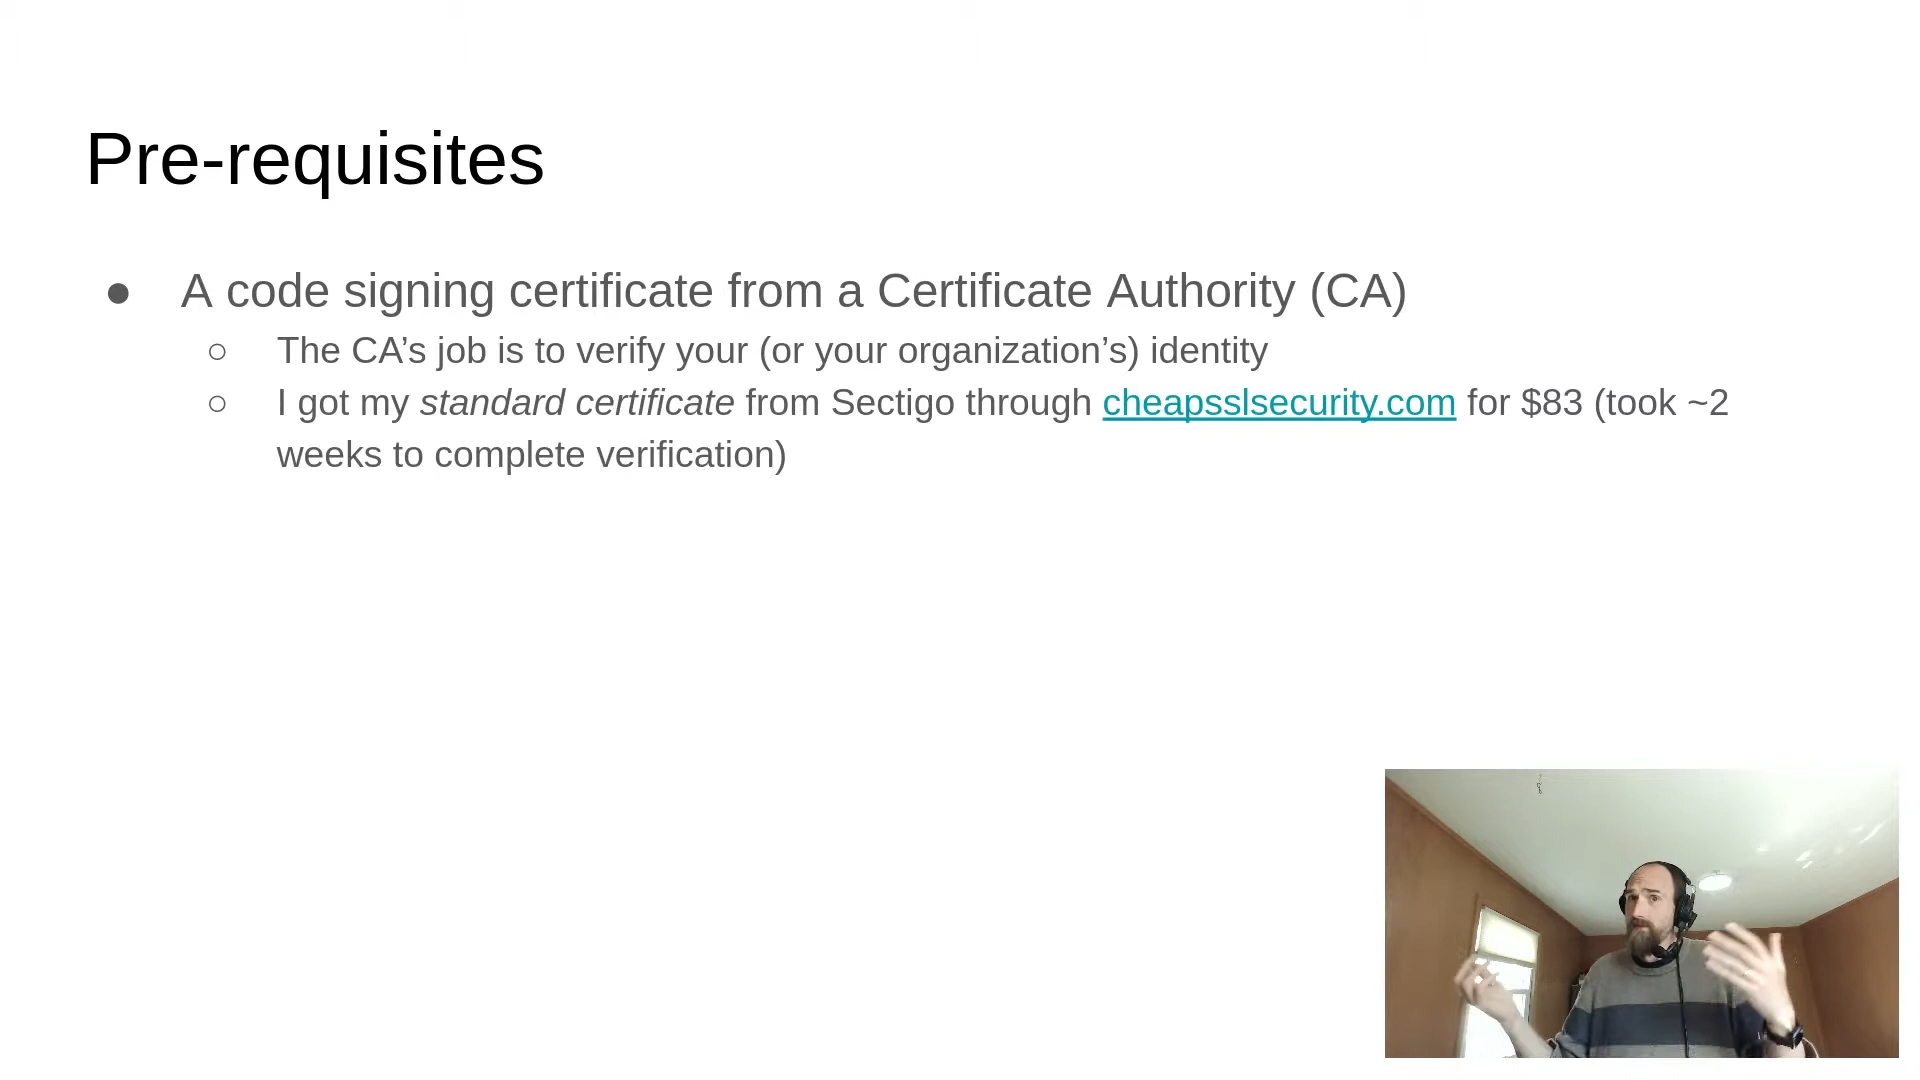 Pre-requisites
● A code signing certificate from a Certificate Authority (CA)
○ The CA’s job is to verify your (or your organization’s) identity
○ I got my standard certificate from Sectigo through cheapsslsecurity.com for $83 (took ~2
weeks to complete verification)